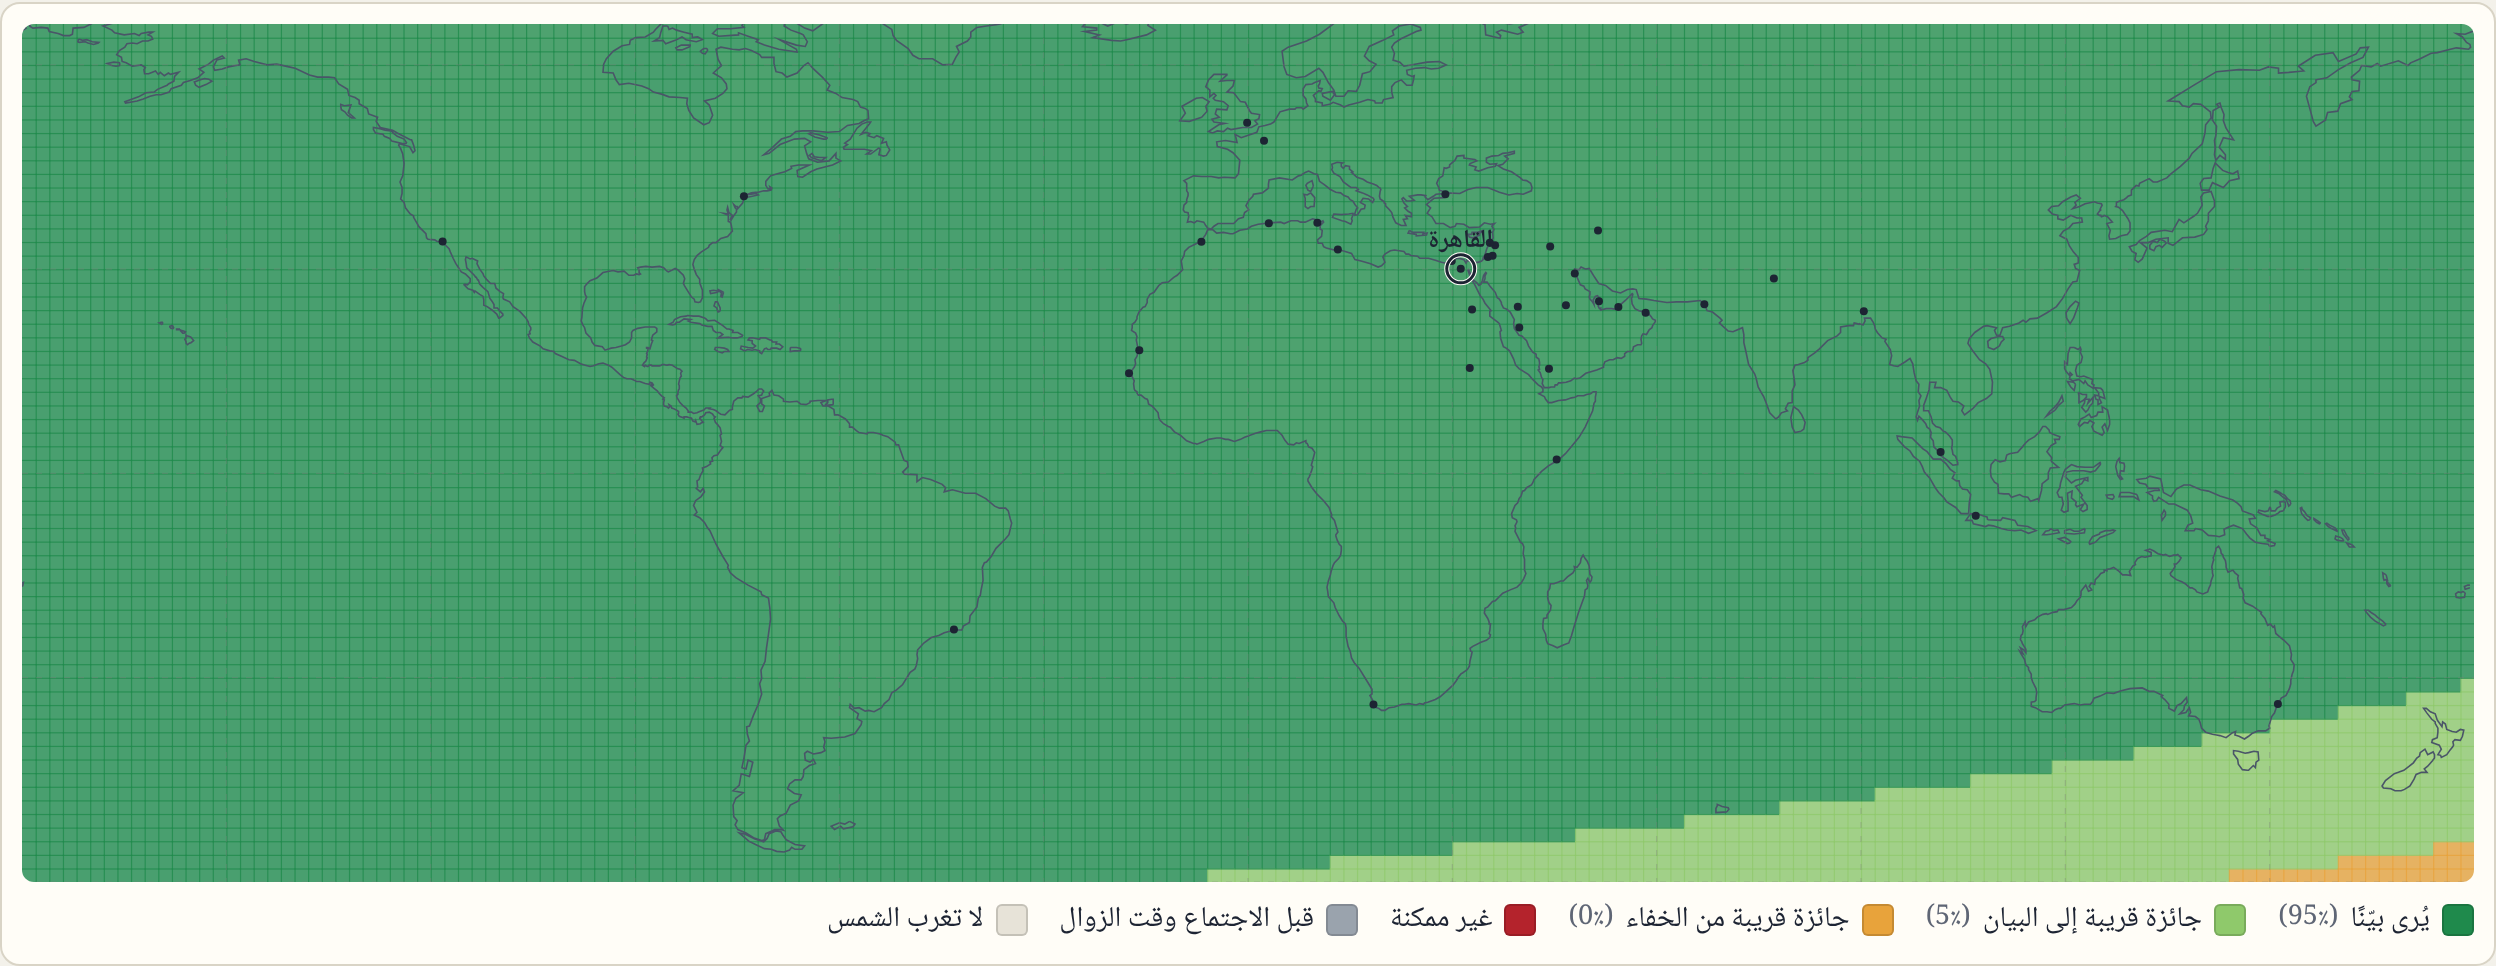 القاهرة
يُرى بيّنًا (95٪) جائزة قريبة إلى البيان (5٪) جائزة قريبة من الخفاء (0٪) غير ممكنة قبل الاجتماع وقت الزوال لا تغرب الشمس